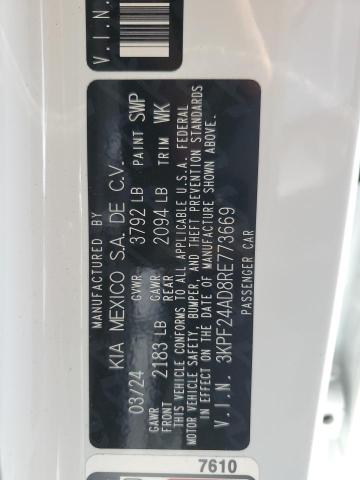 V.I.N.
MANUFACTURED BY
KIA MEXICO S.A. DE C.V.
03/24 GVWR 3792 LB PAINT SWP
GAWR FRONT 2183 LB GAWR REAR 2094 LB TRIM WK
THIS VEHICLE CONFORMS TO ALL APPLICABLE U.S.A. FEDERAL
MOTOR VEHICLE SAFETY, BUMPER, AND THEFT PREVENTION STANDARDS
IN EFFECT ON THE DATE OF MANUFACTURE SHOWN ABOVE.
V.I.N. 3KPF24AD8RE773669
PASSENGER CAR
7610